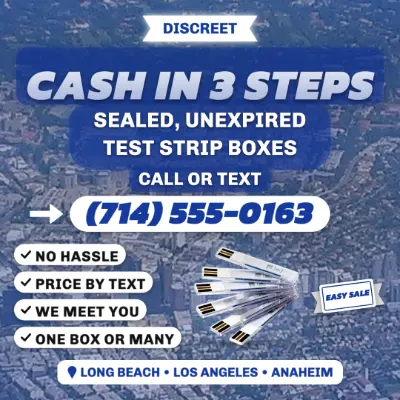 DISCREET
CASH IN 3 STEPS
SEALED, UNEXPIRED
TEST STRIP BOXES
CALL OR TEXT
(714) 555-0163
NO HASSLE
PRICE BY TEXT
WE MEET YOU
ONE BOX OR MANY
EASY SALE
LONG BEACH • LOS ANGELES • ANAHEIM